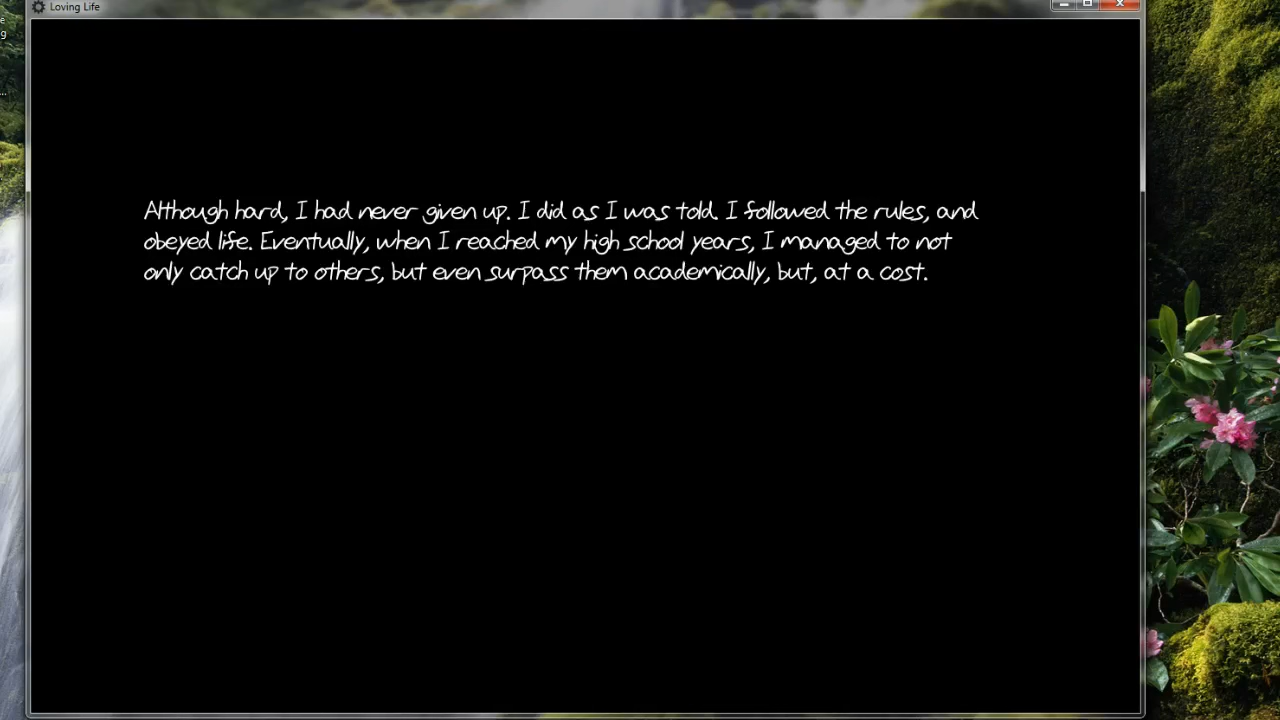 Loving Life
e
g
...
Although hard, I had never given up. I did as I was told. I followed the rules, and
obeyed life. Eventually, when I reached my high school years, I managed to not
only catch up to others, but even surpass them academically, but, at a cost.